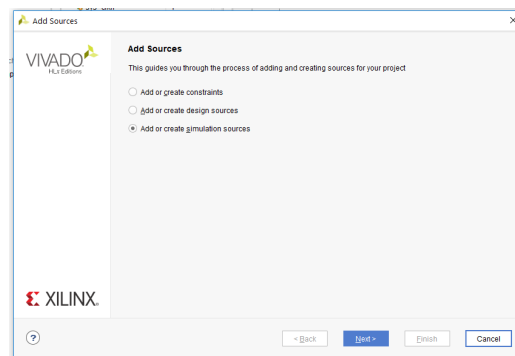 Add Sources
VIVADO
HLx Editions
Add Sources
This guides you through the process of adding and creating sources for your project
Add or create constraints
Add or create design sources
Add or create simulation sources
XILINX
?
< Back
Next >
Finish
Cancel